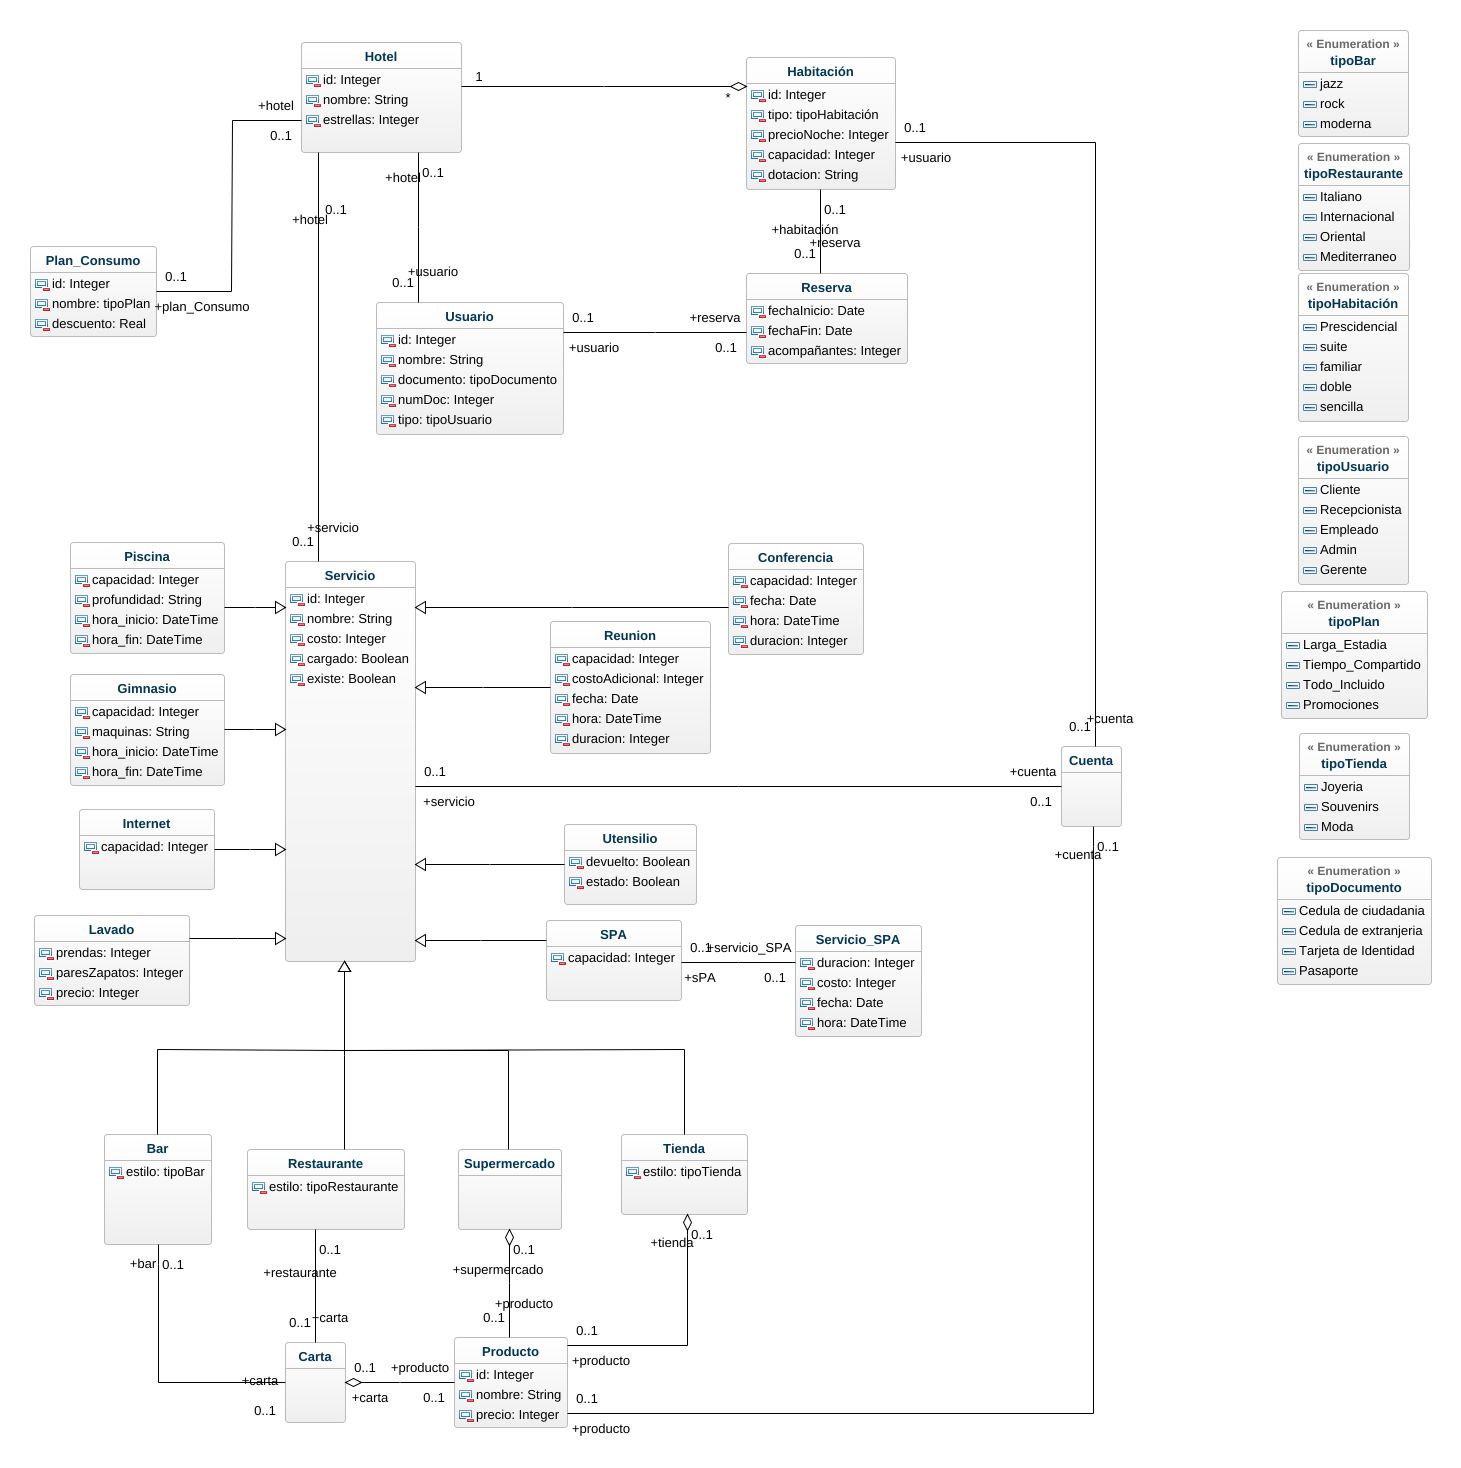 Hotel
id: Integer
nombre: String
estrellas: Integer
1
*
Habitación
id: Integer
tipo: tipoHabitación
precioNoche: Integer
capacidad: Integer
dotacion: String
+hotel
0..1
0..1
+usuario
+hotel
0..1
+hotel
0..1
0..1
+habitación
+reserva
0..1
Plan_Consumo
id: Integer
nombre: tipoPlan
descuento: Real
0..1
+plan_Consumo
+usuario
0..1
Usuario
id: Integer
nombre: String
documento: tipoDocumento
numDoc: Integer
tipo: tipoUsuario
0..1
+usuario
+reserva
0..1
Reserva
fechaInicio: Date
fechaFin: Date
acompañantes: Integer
+servicio
0..1
Piscina
capacidad: Integer
profundidad: String
hora_inicio: DateTime
hora_fin: DateTime
Servicio
id: Integer
nombre: String
costo: Integer
cargado: Boolean
existe: Boolean
Conferencia
capacidad: Integer
fecha: Date
hora: DateTime
duracion: Integer
Reunion
capacidad: Integer
costoAdicional: Integer
fecha: Date
hora: DateTime
duracion: Integer
Gimnasio
capacidad: Integer
maquinas: String
hora_inicio: DateTime
hora_fin: DateTime
+cuenta
0..1
0..1
+servicio
+cuenta
0..1
Cuenta
+cuenta
0..1
Internet
capacidad: Integer
Utensilio
devuelto: Boolean
estado: Boolean
Lavado
prendas: Integer
paresZapatos: Integer
precio: Integer
SPA
capacidad: Integer
0..1
+servicio_SPA
+sPA
0..1
Servicio_SPA
duracion: Integer
costo: Integer
fecha: Date
hora: DateTime
Bar
estilo: tipoBar
Restaurante
estilo: tipoRestaurante
Supermercado
Tienda
estilo: tipoTienda
+bar
0..1
0..1
+restaurante
0..1
+supermercado
+tienda
0..1
0..1
+carta
+producto
0..1
0..1
+producto
Carta
+carta
0..1
0..1
+carta
+producto
0..1
Producto
id: Integer
nombre: String
precio: Integer
0..1
+producto
« Enumeration »
tipoBar
jazz
rock
moderna
« Enumeration »
tipoRestaurante
Italiano
Internacional
Oriental
Mediterraneo
« Enumeration »
tipoHabitación
Prescidencial
suite
familiar
doble
sencilla
« Enumeration »
tipoUsuario
Cliente
Recepcionista
Empleado
Admin
Gerente
« Enumeration »
tipoPlan
Larga_Estadia
Tiempo_Compartido
Todo_Incluido
Promociones
« Enumeration »
tipoTienda
Joyeria
Souvenirs
Moda
« Enumeration »
tipoDocumento
Cedula de ciudadania
Cedula de extranjeria
Tarjeta de Identidad
Pasaporte